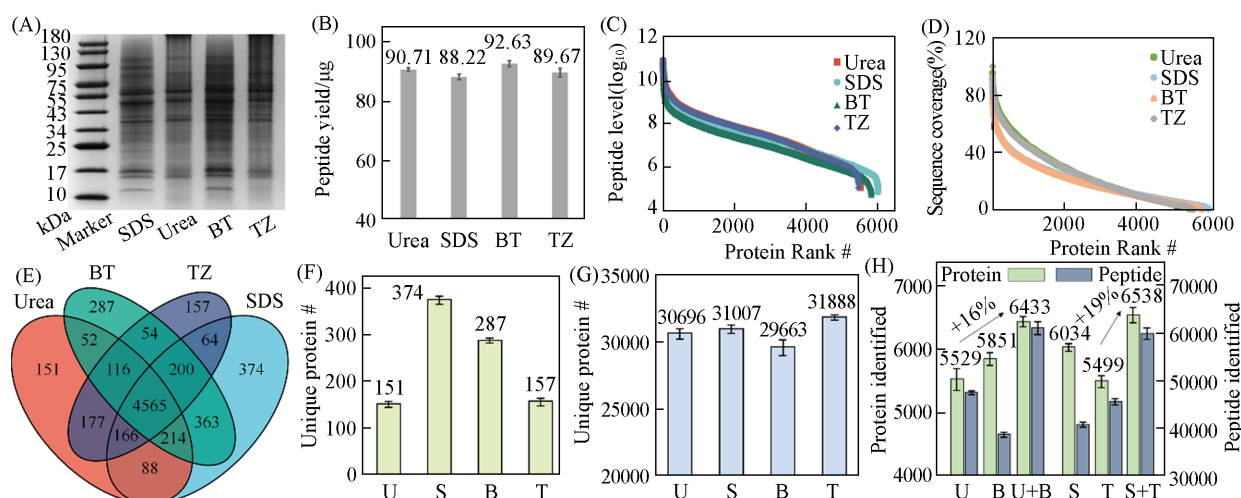 (A)
180
130
95
72
55
43
34
25
17
10
kDa
Marker
SDS
Urea
BT
TZ
(B)
Peptide yield/μg
100
80
60
40
90.71
88.22
92.63
89.67
Urea
SDS
BT
TZ
(C)
Peptide level(log10)
12
10
8
6
4
0
2000
4000
6000
Protein Rank #
Urea
SDS
BT
TZ
(D)
Sequence coverage(%)
120
80
40
0
2000
4000
6000
Protein Rank #
Urea
SDS
BT
TZ
(E)
BT
TZ
Urea
SDS
287
157
54
52
64
151
116
200
374
4565
177
363
166
214
88
(F)
Unique protein #
400
300
200
100
0
151
374
287
157
U
S
B
T
(G)
Unique protein #
35000
30000
25000
20000
30696
31007
29663
31888
U
S
B
T
(H)
Protein
Peptide
Protein identified
7000
6000
5000
4000
Peptide identified
70000
60000
50000
40000
30000
+16%
+19%
5529
5851
6433
6034
5499
6538
U
B
U+B
S
T
S+T